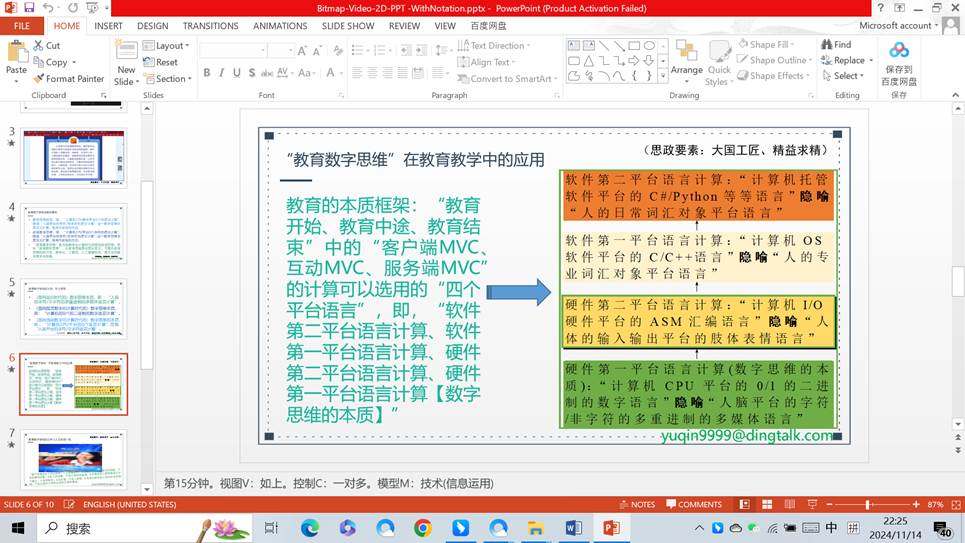 Bitmap-Video-2D-PPT -WithNotation.pptx - PowerPoint (Product Activation Failed)
FILE HOME INSERT DESIGN TRANSITIONS ANIMATIONS SLIDE SHOW REVIEW VIEW 百度网盘 Microsoft account
Cut
Copy
Format Painter
Paste
New Slide
Layout
Reset
Section
Text Direction
Align Text
Convert to SmartArt
Arrange
Quick Styles
Shape Fill
Shape Outline
Shape Effects
Find
Replace
Select
保存到
百度网盘
Clipboard Slides Font Paragraph Drawing Editing 保存
3
4
5
6
7
“教育数字思维”在教育教学中的应用
（思政要素：大国工匠、精益求精）
教育的本质框架：“教育
开始、教育中途、教育结
束”中的“客户端MVC、
互动MVC、服务端MVC”
的计算可以选用的“四个
平台语言”，即，“软件
第二平台语言计算、软件
第一平台语言计算、硬件
第二平台语言计算、硬件
第一平台语言计算【数字
思维的本质】”
软件第二平台语言计算：“计算机托管
软件平台的 C#/Python 等等语言”隐喻
“人的日常词汇对象平台语言”
软件第一平台语言计算：“计算机 OS
软件平台的 C/C++语言”隐喻“人的专
业词汇对象平台语言”
硬件第二平台语言计算：“计算机 I/O
硬件平台的 ASM 汇编语言”隐喻“人
体的输入输出平台的肢体表情语言”
硬件第一平台语言计算(数字思维的本
质)：“计算机 CPU 平台的 0/1 的二进
制的数字语言”隐喻“人脑平台的字符
/非字符的多重进制的多媒体语言”
yuqin9999@dingtalk.com
第15分钟。视图V：如上。控制C：一对多。模型M：技术(信息运用)
SLIDE 6 OF 10 ENGLISH (UNITED STATES) NOTES COMMENTS 87%
搜索
中 拼
22:25
2024/11/14
40